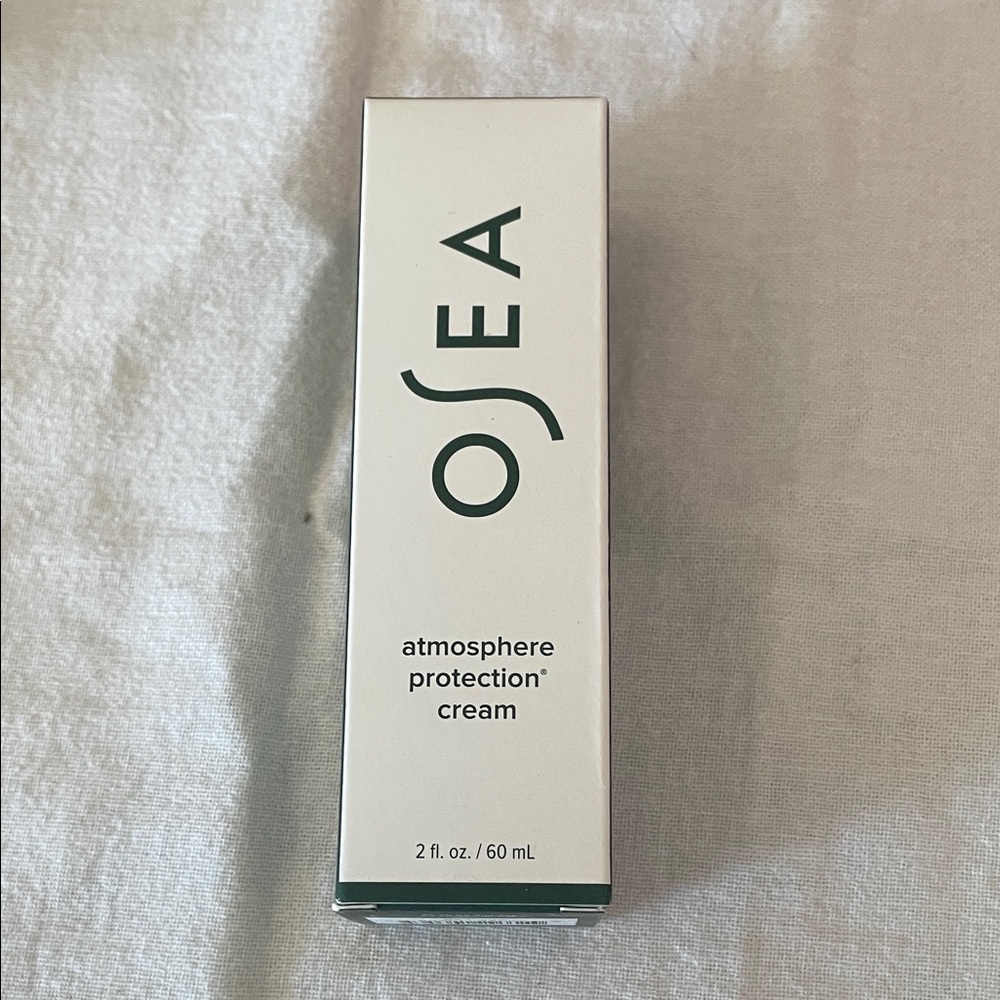 OSEA
atmosphere
protection®
cream
2 fl. oz. / 60 mL